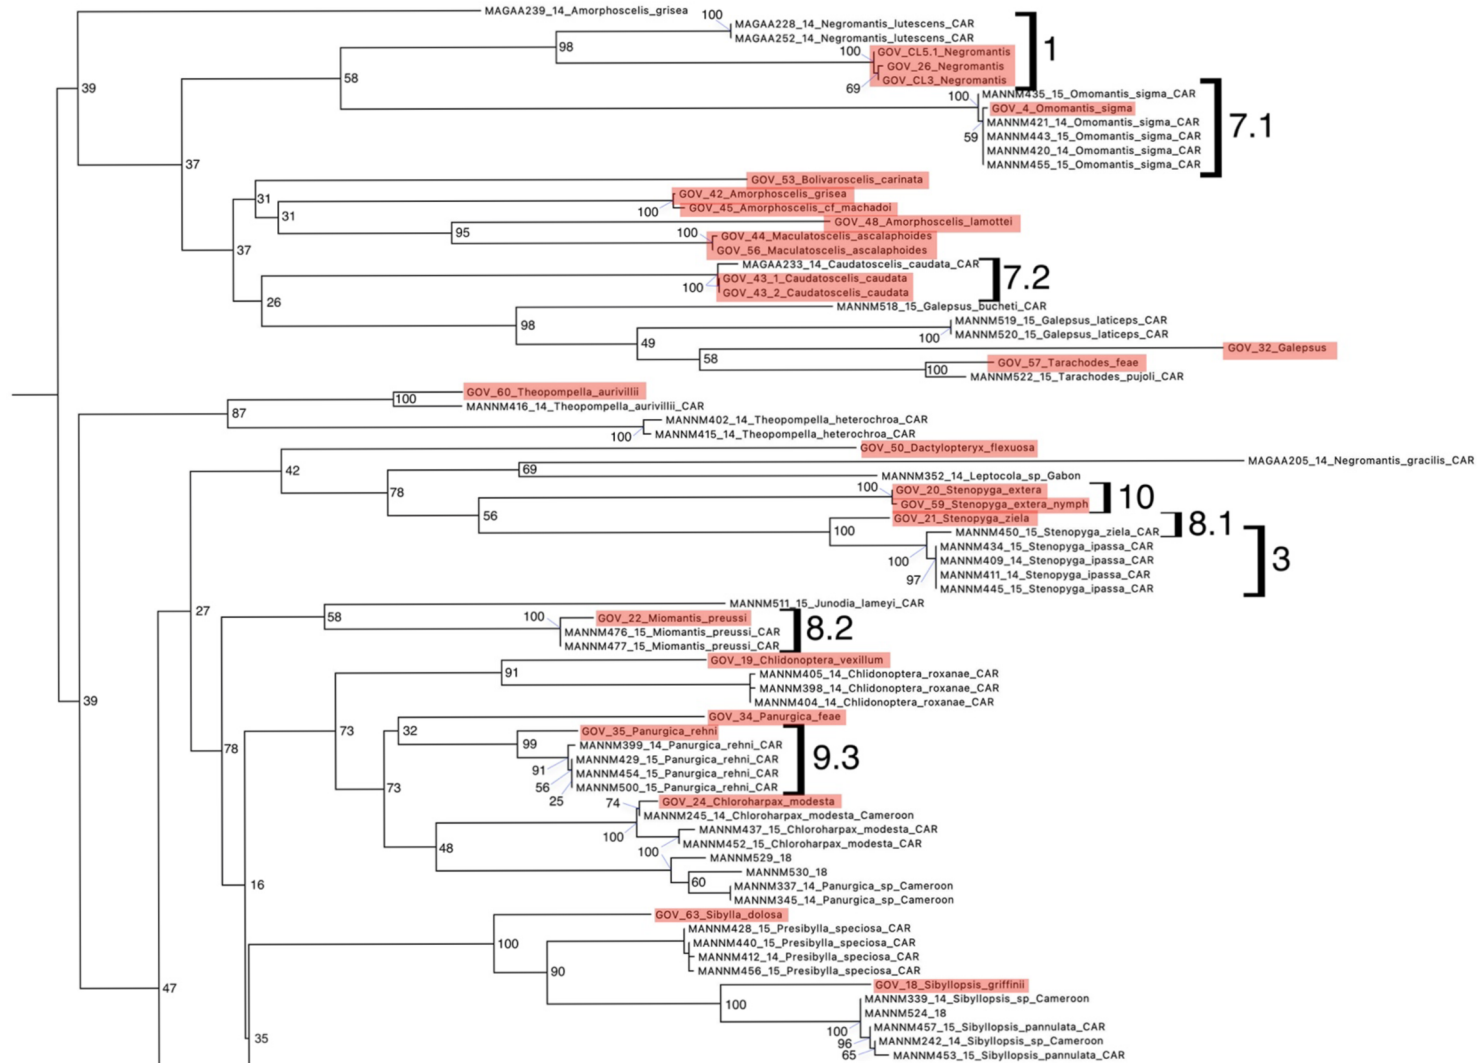 MAGAA239_14_Amorphoscelis_grisea
100
MAGAA228_14_Negromantis_lutescens_CAR
MAGAA252_14_Negromantis_lutescens_CAR
98
1
100
GOV_CL5.1_Negromantis
GOV_26_Negromantis
58
69
GOV_CL3_Negromantis
39
100
MANNM435_15_Omomantis_sigma_CAR
GOV_4_Omomantis_sigma
MANNM421_14_Omomantis_sigma_CAR
7.1
59
MANNM443_15_Omomantis_sigma_CAR
MANNM420_14_Omomantis_sigma_CAR
37
MANNM455_15_Omomantis_sigma_CAR
GOV_53_Bolivaroscelis_carinata
31
GOV_42_Amorphoscelis_grisea
100
GOV_45_Amorphoscelis_cf_machadoi
31
GOV_48_Amorphoscelis_lamottei
95
100
GOV_44_Maculatoscelis_ascalaphoides
37
GOV_56_Maculatoscelis_ascalaphoides
MAGAA233_14_Caudatoscelis_caudata_CAR
7.2
GOV_43_1_Caudatoscelis_caudata
100
GOV_43_2_Caudatoscelis_caudata
26
MANNM518_15_Galepsus_bucheti_CAR
98
MANNM519_15_Galepsus_laticeps_CAR
100
MANNM520_15_Galepsus_laticeps_CAR
49
GOV_32_Galepsus
58
GOV_57_Tarachodes_feae
100
MANNM522_15_Tarachodes_pujoli_CAR
GOV_60_Theopompella_aurivillii
100
MANNM416_14_Theopompella_aurivillii_CAR
87
MANNM402_14_Theopompella_heterochroa_CAR
100
MANNM415_14_Theopompella_heterochroa_CAR
GOV_50_Dactylopteryx_flexuosa
42
MAGAA205_14_Negromantis_gracilis_CAR
69
MANNM352_14_Leptocola_sp_Gabon
78
100
GOV_20_Stenopyga_extera
10
GOV_59_Stenopyga_extera_nymph
56
GOV_21_Stenopyga_ziela
8.1
100
MANNM450_15_Stenopyga_ziela_CAR
MANNM434_15_Stenopyga_ipassa_CAR
100
MANNM409_14_Stenopyga_ipassa_CAR
3
97
MANNM411_14_Stenopyga_ipassa_CAR
MANNM445_15_Stenopyga_ipassa_CAR
27
MANNM511_15_Junodia_lameyi_CAR
58
100
GOV_22_Miomantis_preussi
MANNM476_15_Miomantis_preussi_CAR
8.2
MANNM477_15_Miomantis_preussi_CAR
GOV_19_Chlidonoptera_vexillum
91
MANNM405_14_Chlidonoptera_roxanae_CAR
MANNM398_14_Chlidonoptera_roxanae_CAR
39
MANNM404_14_Chlidonoptera_roxanae_CAR
GOV_34_Panurgica_feae
73
32
GOV_35_Panurgica_rehni
99
MANNM399_14_Panurgica_rehni_CAR
78
MANNM429_15_Panurgica_rehni_CAR
9.3
91
MANNM454_15_Panurgica_rehni_CAR
56
MANNM500_15_Panurgica_rehni_CAR
73
25
74
GOV_24_Chloroharpax_modesta
MANNM245_14_Chloroharpax_modesta_Cameroon
100
MANNM437_15_Chloroharpax_modesta_CAR
MANNM452_15_Chloroharpax_modesta_CAR
48
100
MANNM529_18
MANNM530_18
60
MANNM337_14_Panurgica_sp_Cameroon
16
MANNM345_14_Panurgica_sp_Cameroon
GOV_63_Sibylla_dolosa
MANNM428_15_Presibylla_speciosa_CAR
100
MANNM440_15_Presibylla_speciosa_CAR
MANNM412_14_Presibylla_speciosa_CAR
90
MANNM456_15_Presibylla_speciosa_CAR
47
GOV_18_Sibyllopsis_griffinii
100
MANNM339_14_Sibyllopsis_sp_Cameroon
MANNM524_18
100
MANNM457_15_Sibyllopsis_pannulata_CAR
35
96
MANNM242_14_Sibyllopsis_sp_Cameroon
65
MANNM453_15_Sibyllopsis_pannulata_CAR